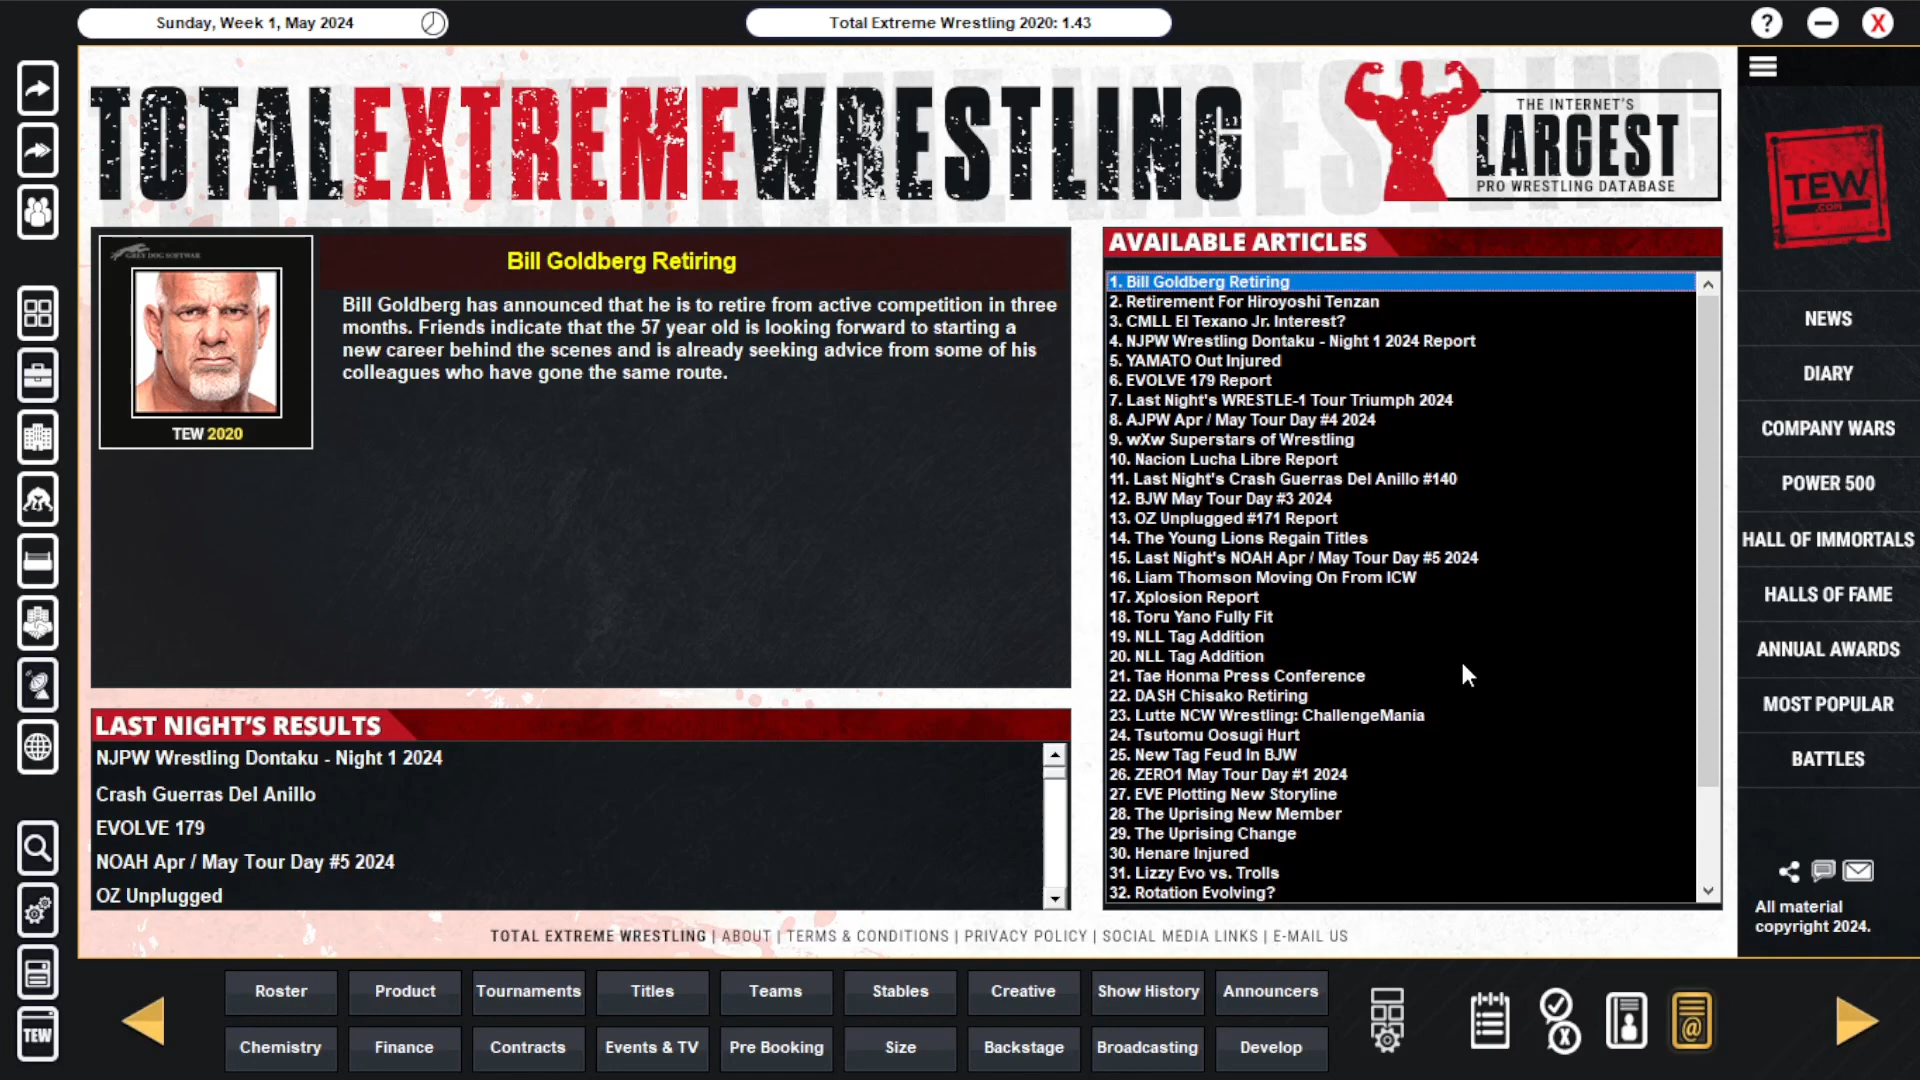 Sunday, Week 1, May 2024
Total Extreme Wrestling 2020: 1.43
?
X
TOTALEXTREMEWRESTLING
THE INTERNET'S
LARGEST
PRO WRESTLING DATABASE
TEW
.COM
GREY DOG SOFTWARE
TEW 2020
Bill Goldberg Retiring
Bill Goldberg has announced that he is to retire from active competition in three
months. Friends indicate that the 57 year old is looking forward to starting a
new career behind the scenes and is already seeking advice from some of his
colleagues who have gone the same route.
LAST NIGHT'S RESULTS
NJPW Wrestling Dontaku - Night 1 2024
Crash Guerras Del Anillo
EVOLVE 179
NOAH Apr / May Tour Day #5 2024
OZ Unplugged
AVAILABLE ARTICLES
1. Bill Goldberg Retiring
2. Retirement For Hiroyoshi Tenzan
3. CMLL El Texano Jr. Interest?
4. NJPW Wrestling Dontaku - Night 1 2024 Report
5. YAMATO Out Injured
6. EVOLVE 179 Report
7. Last Night's WRESTLE-1 Tour Triumph 2024
8. AJPW Apr / May Tour Day #4 2024
9. wXw Superstars of Wrestling
10. Nacion Lucha Libre Report
11. Last Night's Crash Guerras Del Anillo #140
12. BJW May Tour Day #3 2024
13. OZ Unplugged #171 Report
14. The Young Lions Regain Titles
15. Last Night's NOAH Apr / May Tour Day #5 2024
16. Liam Thomson Moving On From ICW
17. Xplosion Report
18. Toru Yano Fully Fit
19. NLL Tag Addition
20. NLL Tag Addition
21. Tae Honma Press Conference
22. DASH Chisako Retiring
23. Lutte NCW Wrestling: ChallengeMania
24. Tsutomu Oosugi Hurt
25. New Tag Feud In BJW
26. ZERO1 May Tour Day #1 2024
27. EVE Plotting New Storyline
28. The Uprising New Member
29. The Uprising Change
30. Henare Injured
31. Lizzy Evo vs. Trolls
32. Rotation Evolving?
NEWS
DIARY
COMPANY WARS
POWER 500
HALL OF IMMORTALS
HALLS OF FAME
ANNUAL AWARDS
MOST POPULAR
BATTLES
All material
copyright 2024.
TOTAL EXTREME WRESTLING | ABOUT | TERMS & CONDITIONS | PRIVACY POLICY | SOCIAL MEDIA LINKS | E-MAIL US
TEW
Roster
Product
Tournaments
Titles
Teams
Stables
Creative
Show History
Announcers
Chemistry
Finance
Contracts
Events & TV
Pre Booking
Size
Backstage
Broadcasting
Develop